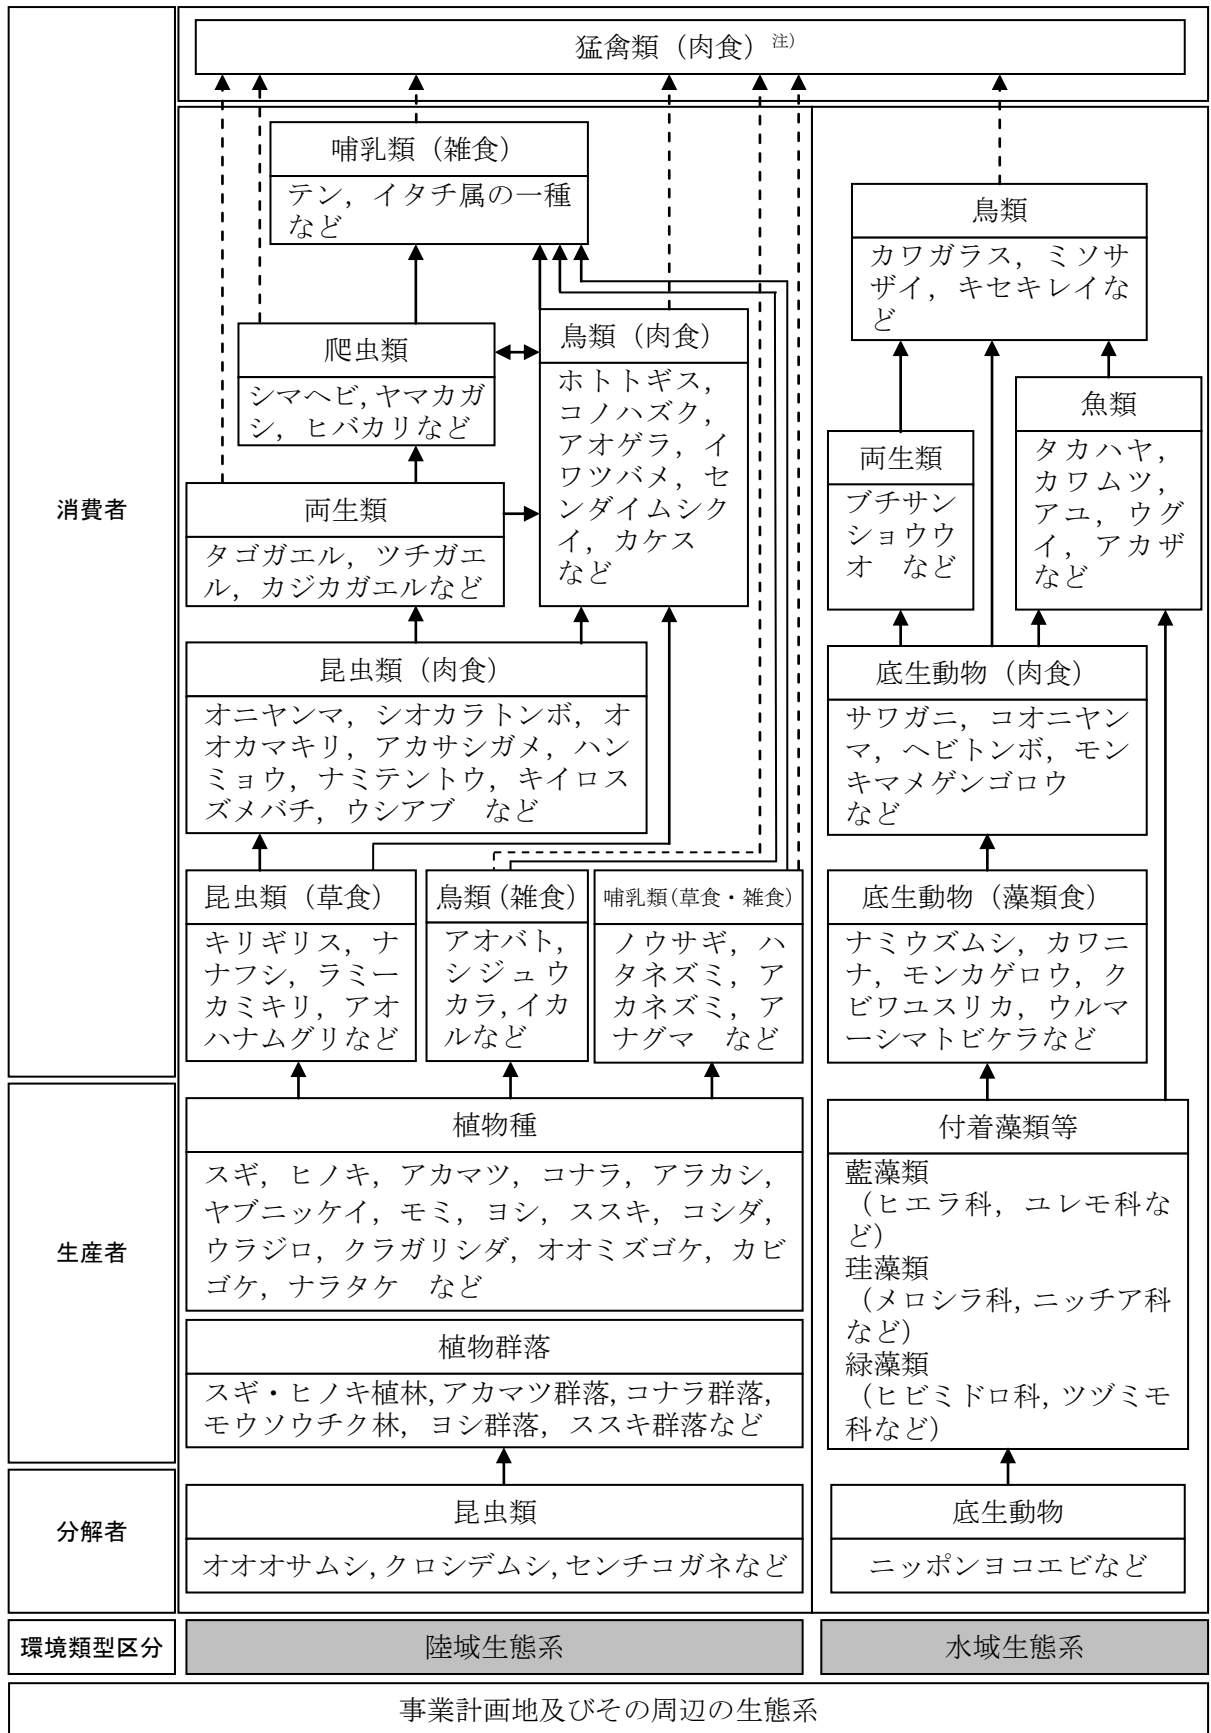 猛禽類（肉食）注）
消費者
哺乳類（雑食）
テン，イタチ属の一種
など
爬虫類
シマヘビ，ヤマカガ
シ，ヒバカリなど
鳥類（肉食）
ホトトギス，
コノハズク，
アオゲラ，イ
ワツバメ，セ
ンダイムシク
イ，カケス
など
両生類
タゴガエル，ツチガエ
ル，カジカガエルなど
昆虫類（肉食）
オニヤンマ，シオカラトンボ，オ
オカマキリ，アカサシガメ，ハン
ミョウ，ナミテントウ，キイロス
ズメバチ，ウシアブ　など
昆虫類（草食）
キリギリス，ナ
ナフシ，ラミー
カミキリ，アオ
ハナムグリなど
鳥類（雑食）
アオバト，
シジュウ
カラ，イカ
ルなど
哺乳類（草食・雑食）
ノウサギ，ハ
タネズミ，ア
カネズミ，ア
ナグマ　など
鳥類
カワガラス，ミソサ
ザイ，キセキレイな
ど
両生類
ブチサン
ショウウ
オ　など
魚類
タカハヤ，
カワムツ，
アユ，ウグ
イ，アカザ
など
底生動物（肉食）
サワガニ，コオニヤン
マ，ヘビトンボ，モン
キマメゲンゴロウ
など
底生動物（藻類食）
ナミウズムシ，カワニ
ナ，モンカゲロウ，ク
ビワユスリカ，ウルマ
ーシマトビケラなど
生産者
植物種
スギ，ヒノキ，アカマツ，コナラ，アラカシ，
ヤブニッケイ，モミ，ヨシ，ススキ，コシダ，
ウラジロ，クラガリシダ，オオミズゴケ，カビ
ゴケ，ナラタケ　など
植物群落
スギ・ヒノキ植林，アカマツ群落，コナラ群落，
モウソウチク林，ヨシ群落，ススキ群落など
付着藻類等
藍藻類
（ヒエラ科，ユレモ科な
ど）
珪藻類
（メロシラ科，ニッチア科
など）
緑藻類
（ヒビミドロ科，ツヅミモ
科など）
分解者
昆虫類
オオオサムシ，クロシデムシ，センチコガネなど
底生動物
ニッポンヨコエビなど
環境類型区分
陸域生態系
水域生態系
事業計画地及びその周辺の生態系